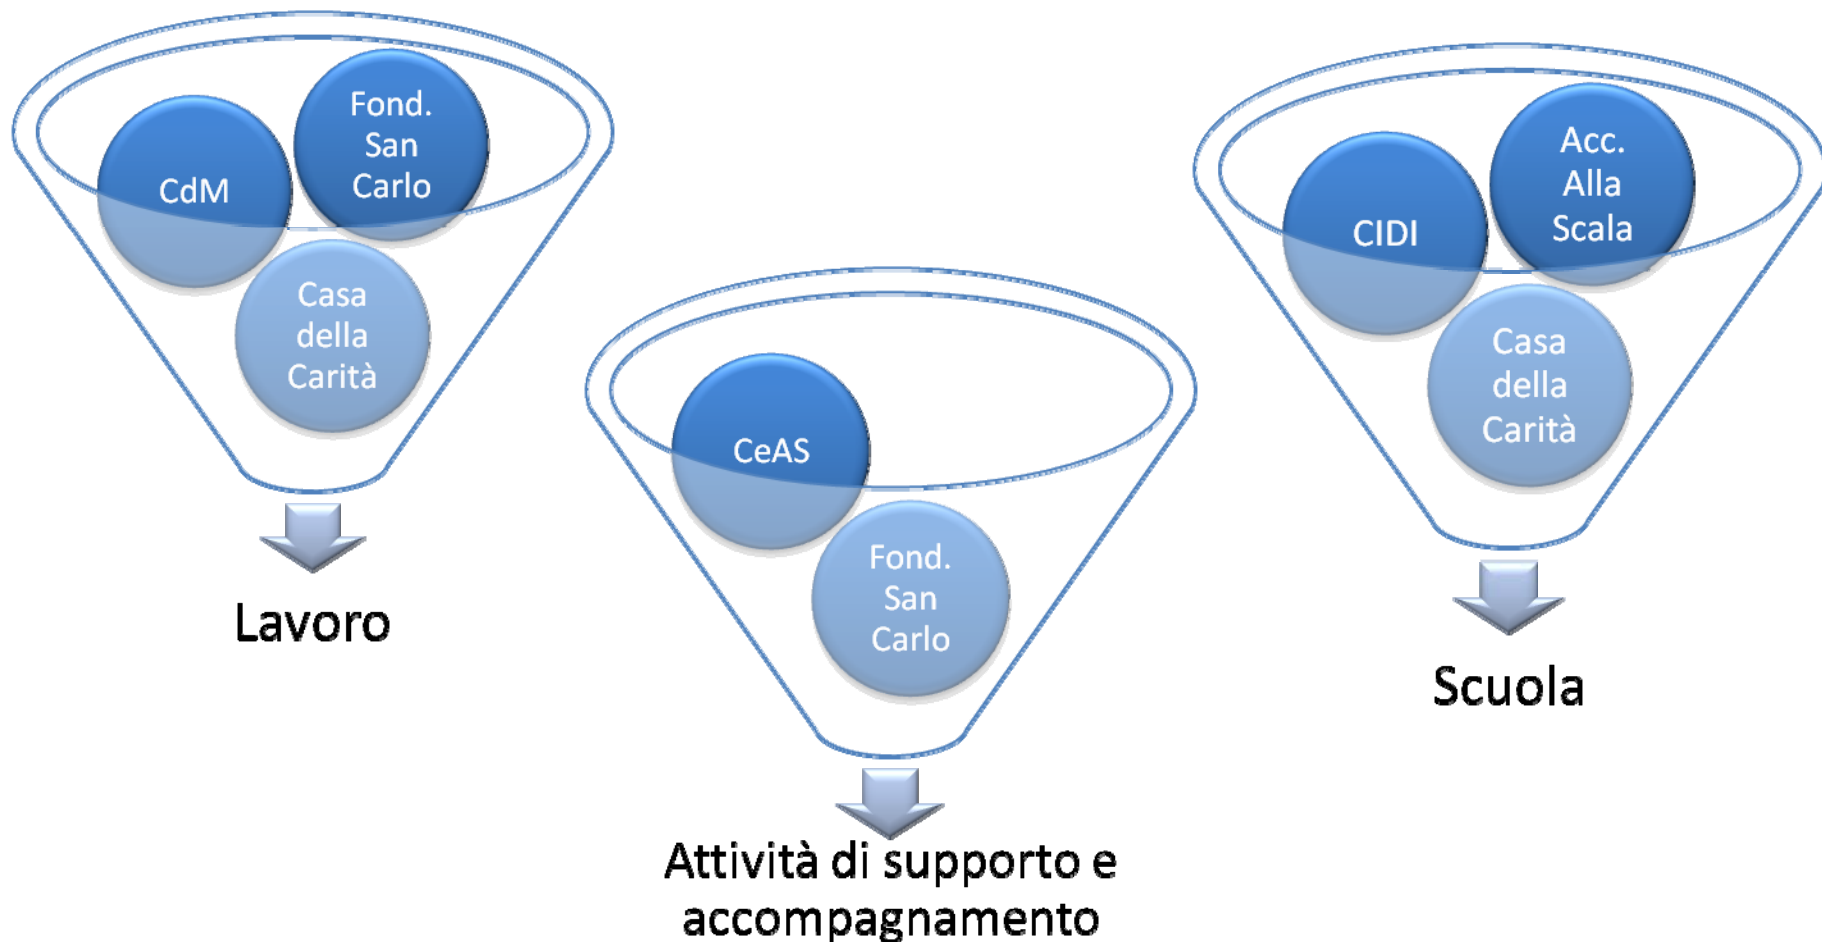 CdM
Fond.
San
Carlo
Casa
della
Carità
Lavoro
CeAS
Fond.
San
Carlo
Attività di supporto e
accompagnamento
CIDI
Acc.
Alla
Scala
Casa
della
Carità
Scuola